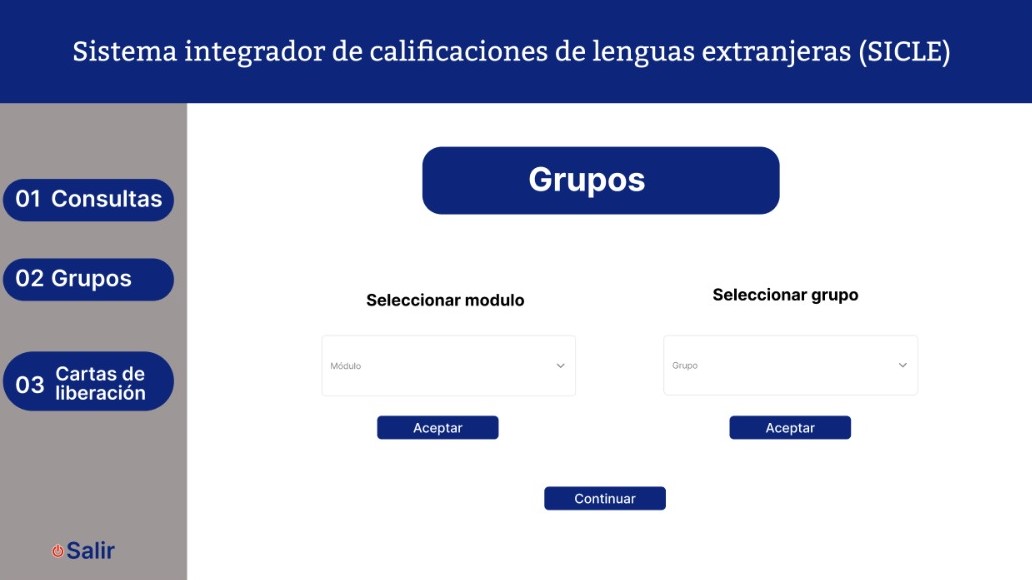 Sistema integrador de calificaciones de lenguas extranjeras (SICLE)
01 Consultas
02 Grupos
03 Cartas de
liberación
Salir
Grupos
Seleccionar modulo
Módulo
Aceptar
Seleccionar grupo
Grupo
Aceptar
Continuar